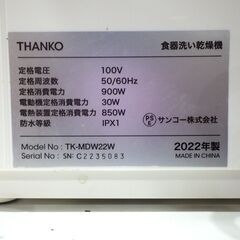 THANKO 食器洗い乾燥機
定格電圧 100V
定格周波数 50/60Hz
定格消費電力 900W
電動機定格消費電力 30W
電熱装置定格消費電力 850W
防水等級 IPX1
PS E サンコー株式会社
Model No : TK-MDW22W
Serial No : SN: C2235083
2022年製
MADE IN CHINA